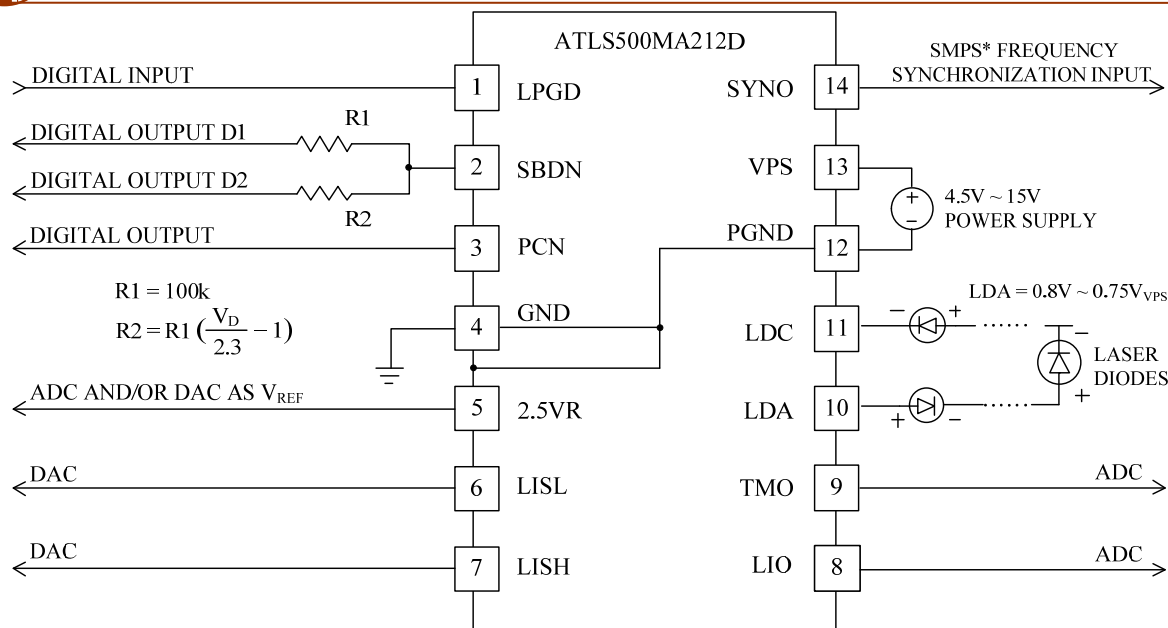 ATLS500MA212D
DIGITAL INPUT
1
LPGD
SYNO
14
SMPS* FREQUENCY
SYNCHRONIZATION INPUT
DIGITAL OUTPUT D1
R1
2
SBDN
DIGITAL OUTPUT D2
R2
VPS
13
+
-
4.5V ~ 15V
POWER SUPPLY
DIGITAL OUTPUT
3
PCN
PGND
12
R1 = 100k
R2 = R1 (V_D/2.3 − 1)
4
GND
LDC
11
LDA = 0.8V ~ 0.75V_VPS
− +
−
+
LASER
DIODES
ADC AND/OR DAC AS V_REF
5
2.5VR
LDA
10
+ −
DAC
6
LISL
TMO
9
ADC
DAC
7
LISH
LIO
8
ADC